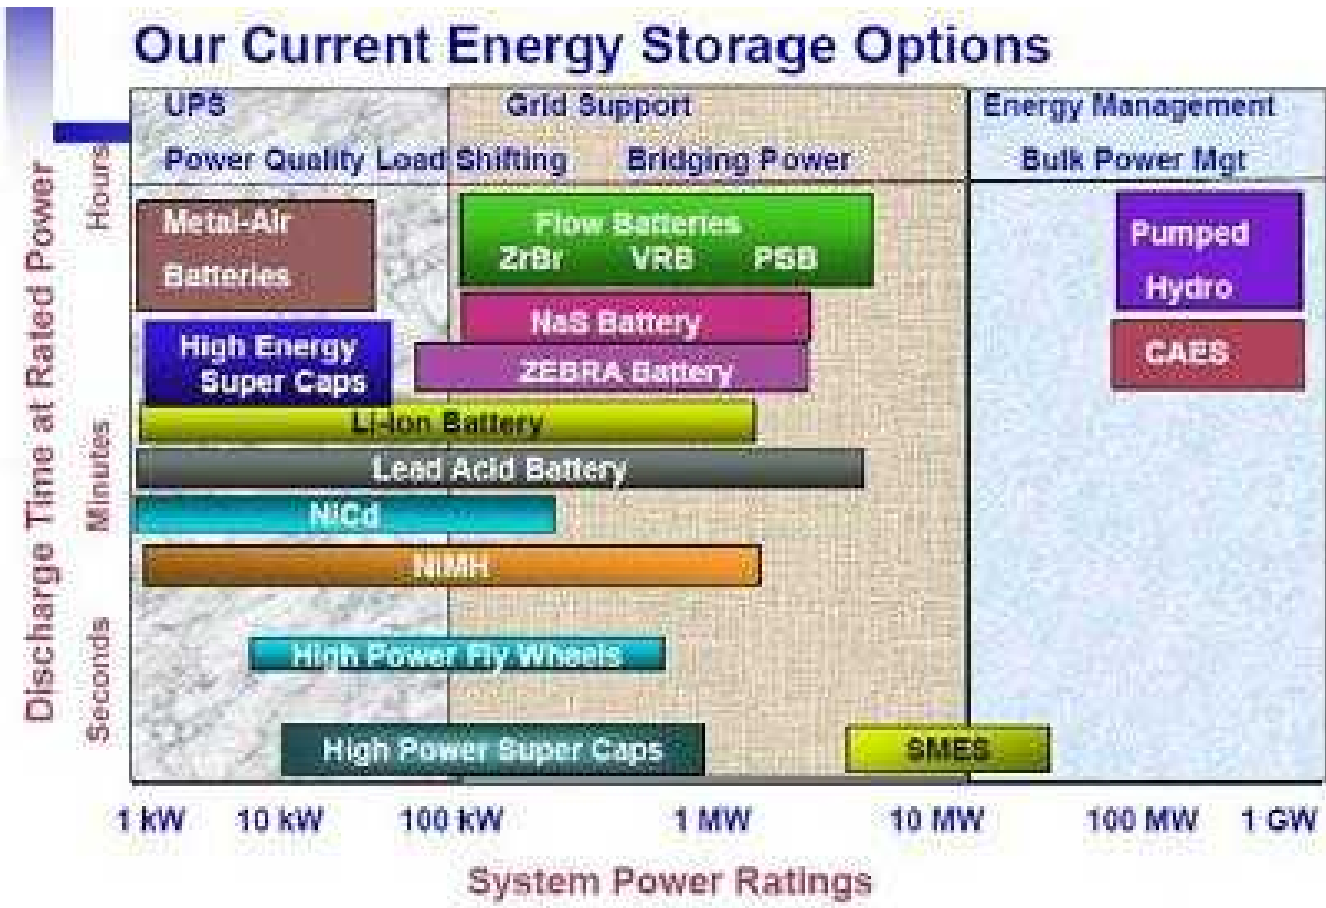 Our Current Energy Storage Options
UPS
Grid Support
Energy Management
Power Quality Load Shifting
Bridging Power
Bulk Power Mgt
Discharge Time at Rated Power
Hours
Minutes
Seconds
Metal-Air
Batteries
Flow Batteries
ZrBr VRB PSB
Pumped
Hydro
NaS Battery
CAES
High Energy
Super Caps
ZEBRA Battery
Li-Ion Battery
Lead Acid Battery
NiCd
NiMH
High Power Fly Wheels
High Power Super Caps
SMES
1 kW 10 kW 100 kW 1 MW 10 MW 100 MW 1 GW
System Power Ratings